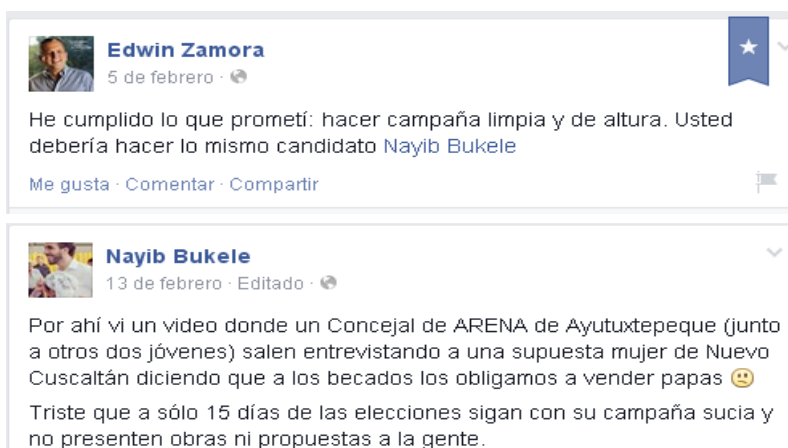 Edwin Zamora
5 de febrero ·
He cumplido lo que prometí: hacer campaña limpia y de altura. Usted
debería hacer lo mismo candidato Nayib Bukele
Me gusta · Comentar · Compartir
Nayib Bukele
13 de febrero · Editado ·
Por ahí vi un video donde un Concejal de ARENA de Ayutuxtepeque (junto
a otros dos jóvenes) salen entrevistando a una supuesta mujer de Nuevo
Cuscaltán diciendo que a los becados los obligamos a vender papas
Triste que a sólo 15 días de las elecciones sigan con su campaña sucia y
no presenten obras ni propuestas a la gente.